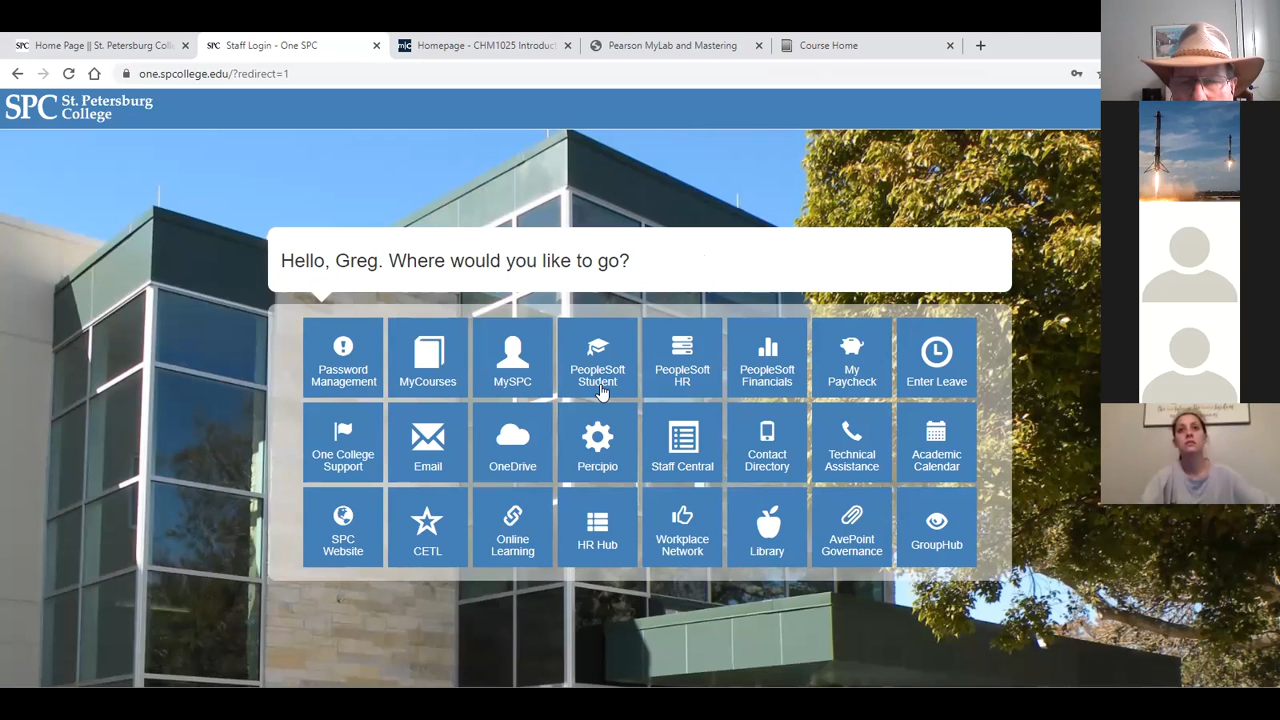 SPC Home Page || St. Petersburg Coll
SPC Staff Login - One SPC
Homepage - CHM1025 Introduct
Pearson MyLab and Mastering
Course Home
one.spcollege.edu/?redirect=1
SPC St. Petersburg
College
Hello, Greg. Where would you like to go?
Password
Management
MyCourses
MySPC
PeopleSoft
Student
PeopleSoft
HR
PeopleSoft
Financials
My
Paycheck
Enter Leave
One College
Support
Email
OneDrive
Percipio
Staff Central
Contact
Directory
Technical
Assistance
Academic
Calendar
SPC
Website
CETL
Online
Learning
HR Hub
Workplace
Network
Library
AvePoint
Governance
GroupHub